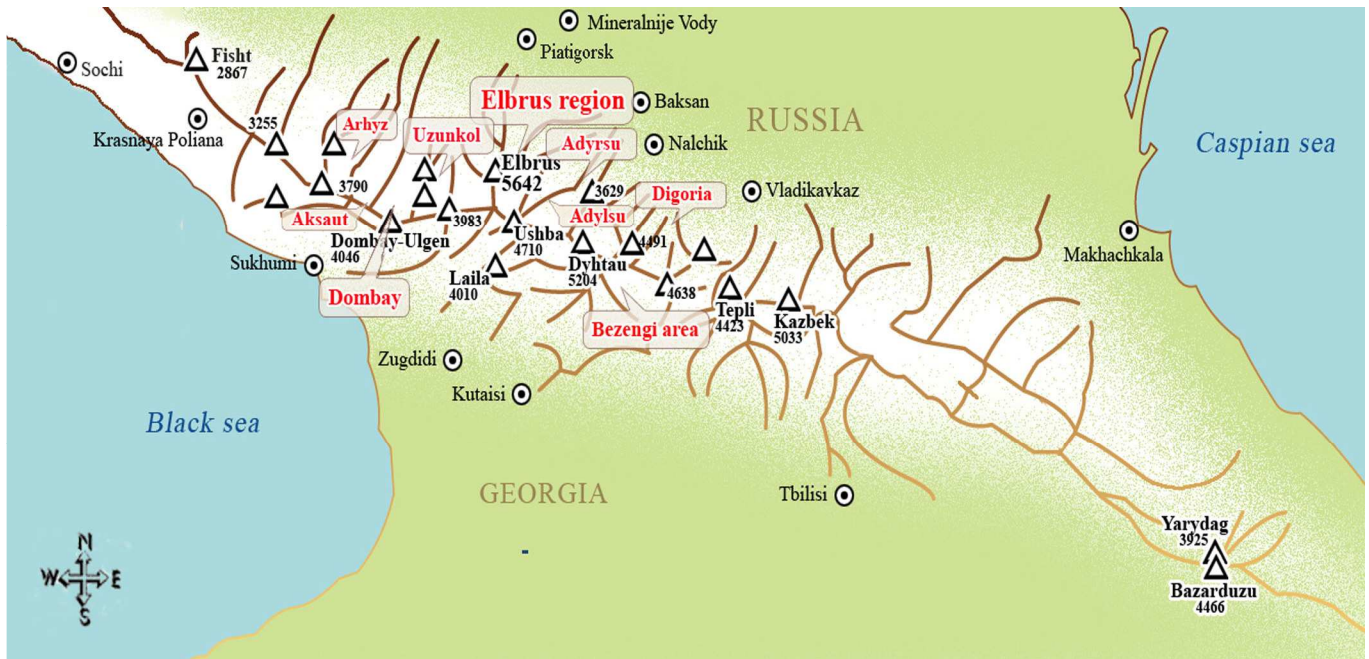 Mineralnije Vody
Piatigorsk
Fisht
2867
Sochi
Elbrus region
Baksan
RUSSIA
Caspian sea
Krasnaya Poliana
3255
Arhyz
Uzunkol
Adyrsu
Nalchik
Elbrus
5642
3790
3629
Digoria
Vladikavkaz
Aksaut
3983
Adylsu
Dombay-Ulgen
4046
Ushba
4710
4491
Makhachkala
Sukhumi
Laila
4010
Dyhtau
5204
4638
Dombay
Tepli
4423
Kazbek
5033
Bezengi area
Zugdidi
Kutaisi
Black sea
GEORGIA
Tbilisi
Yarydag
3925
Bazarduzu
4466
N
W E
S